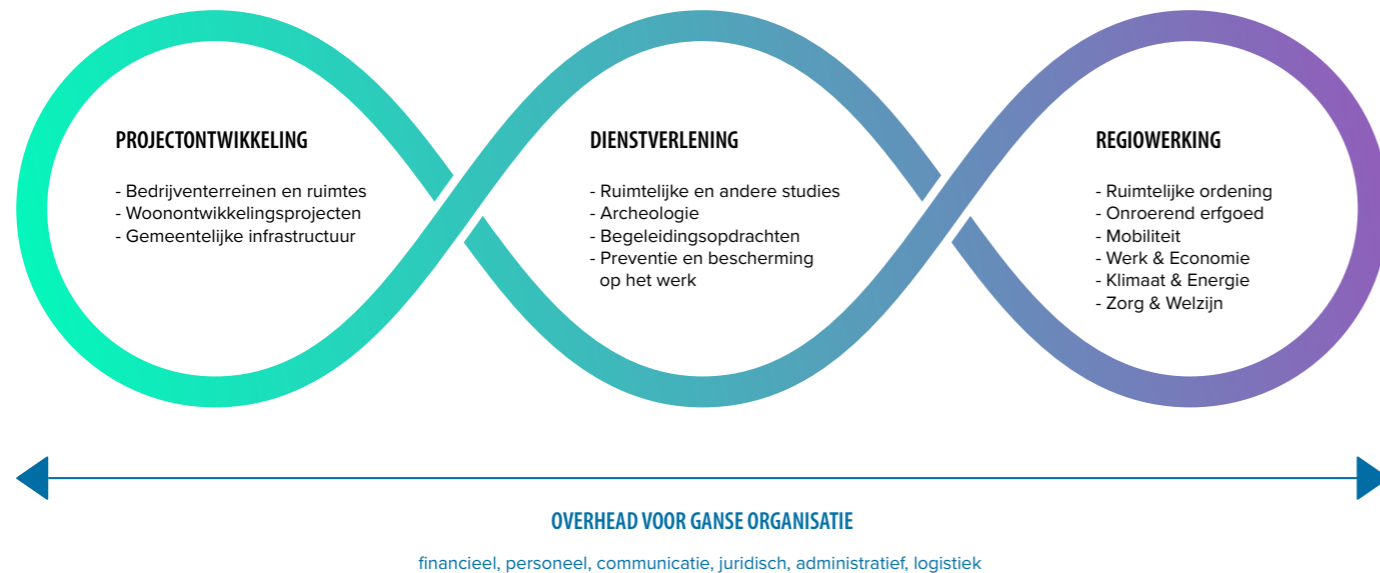 PROJECTONTWIKKELING
- Bedrijventerreinen en ruimtes
- Woonontwikkelingsprojecten
- Gemeentelijke infrastructuur
DIENSTVERLENING
- Ruimtelijke en andere studies
- Archeologie
- Begeleidingsopdrachten
- Preventie en bescherming
op het werk
REGIOWERKING
- Ruimtelijke ordening
- Onroerend erfgoed
- Mobiliteit
- Werk & Economie
- Klimaat & Energie
- Zorg & Welzijn
OVERHEAD VOOR GANSE ORGANISATIE
financieel, personeel, communicatie, juridisch, administratief, logistiek